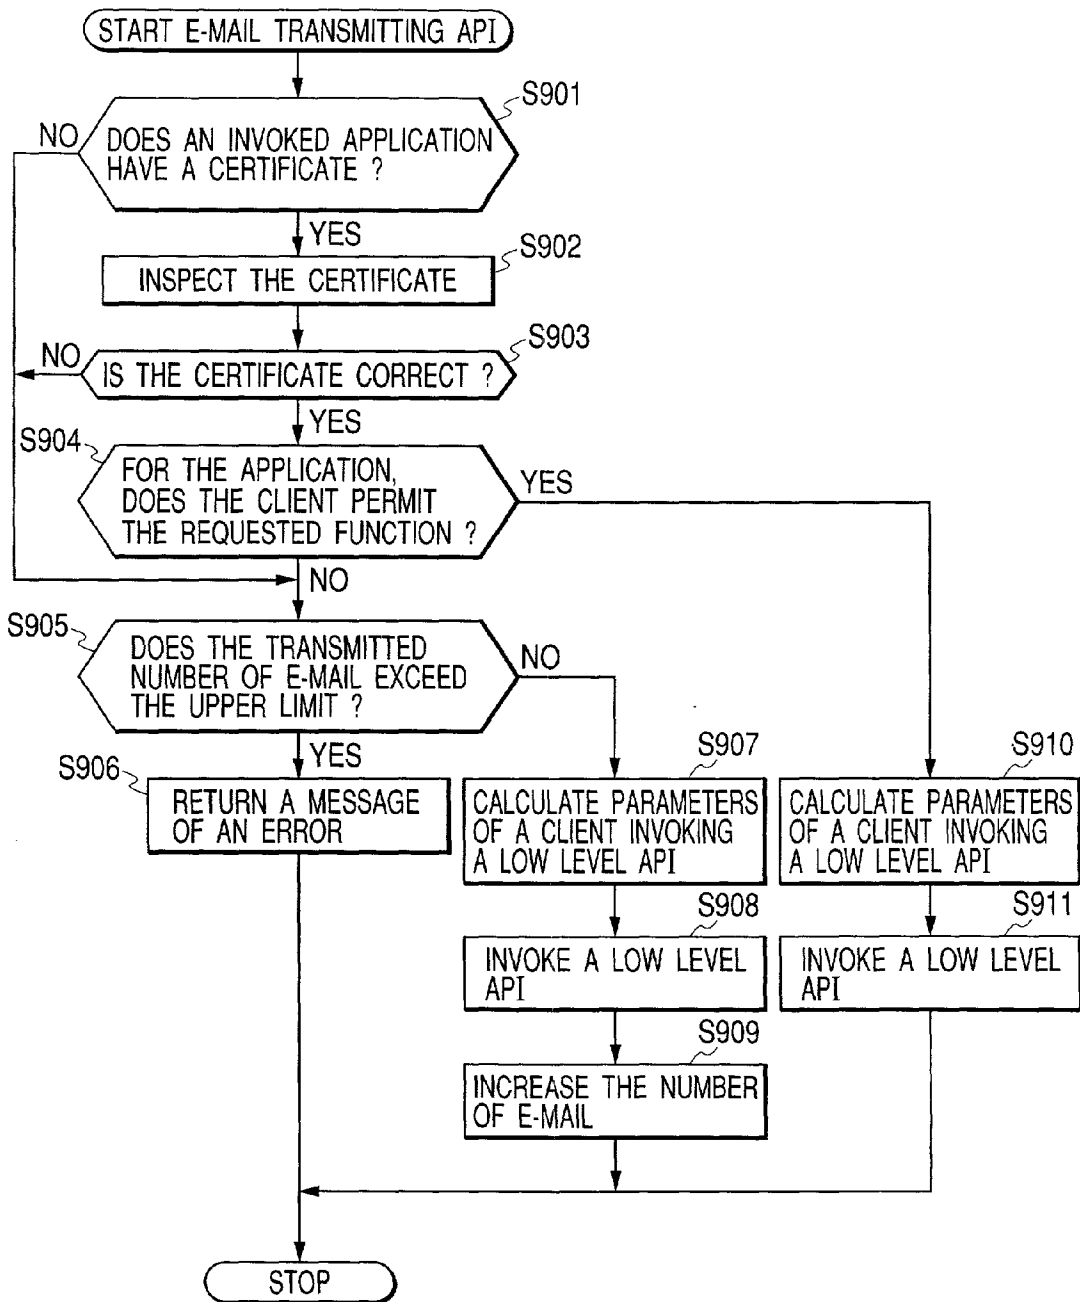 START E-MAIL TRANSMITTING API
S901
NO
DOES AN INVOKED APPLICATION
HAVE A CERTIFICATE ?
YES
S902
INSPECT THE CERTIFICATE
S903
NO
IS THE CERTIFICATE CORRECT ?
YES
S904
FOR THE APPLICATION,
DOES THE CLIENT PERMIT
THE REQUESTED FUNCTION ?
YES
NO
S905
DOES THE TRANSMITTED
NUMBER OF E-MAIL EXCEED
THE UPPER LIMIT ?
NO
YES
S906
RETURN A MESSAGE
OF AN ERROR
S907
CALCULATE PARAMETERS
OF A CLIENT INVOKING
A LOW LEVEL API
S910
CALCULATE PARAMETERS
OF A CLIENT INVOKING
A LOW LEVEL API
S908
INVOKE A LOW LEVEL
API
S911
INVOKE A LOW LEVEL
API
S909
INCREASE THE NUMBER
OF E-MAIL
STOP